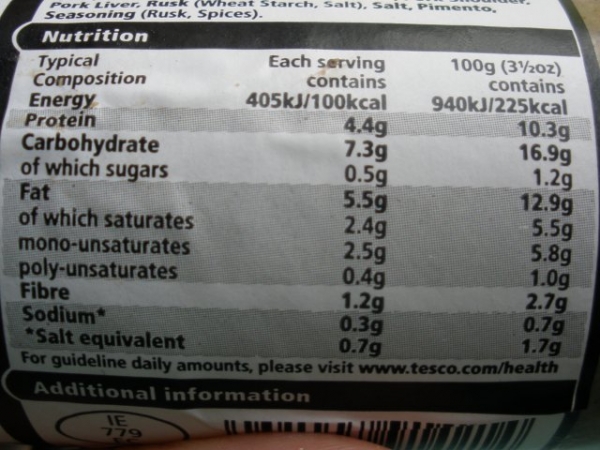 Pork Liver, Rusk (Wheat Starch, Salt), Salt, Pimento,
Seasoning (Rusk, Spices).
Nutrition
Typical Composition Each serving contains 100g (3½oz) contains
Energy 405kJ/100kcal 940kJ/225kcal
Protein 4.4g 10.3g
Carbohydrate 7.3g 16.9g
of which sugars 0.5g 1.2g
Fat 5.5g 12.9g
of which saturates 2.4g 5.5g
mono-unsaturates 2.5g 5.8g
poly-unsaturates 0.4g 1.0g
Fibre 1.2g 2.7g
Sodium* 0.3g 0.7g
*Salt equivalent 0.7g 1.7g
For guideline daily amounts, please visit www.tesco.com/health
Additional information
IE
779